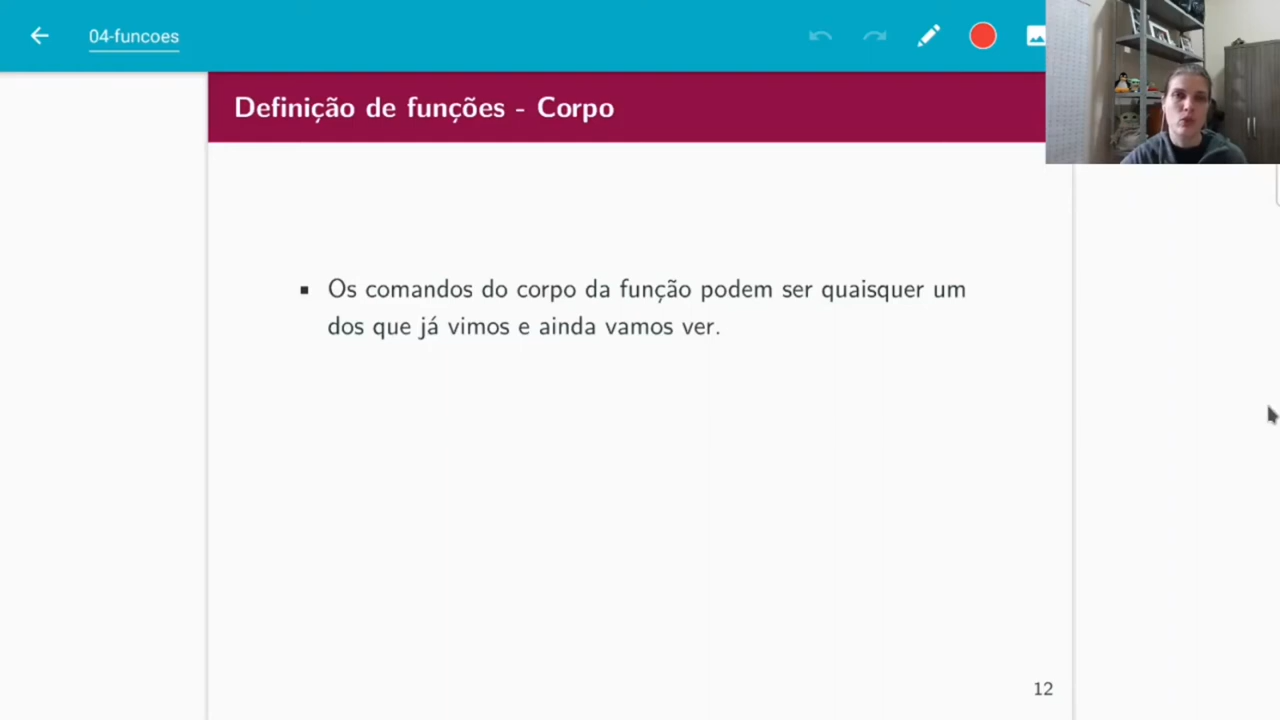 04-funcoes
Definição de funções - Corpo
Os comandos do corpo da função podem ser quaisquer um
dos que já vimos e ainda vamos ver.
12